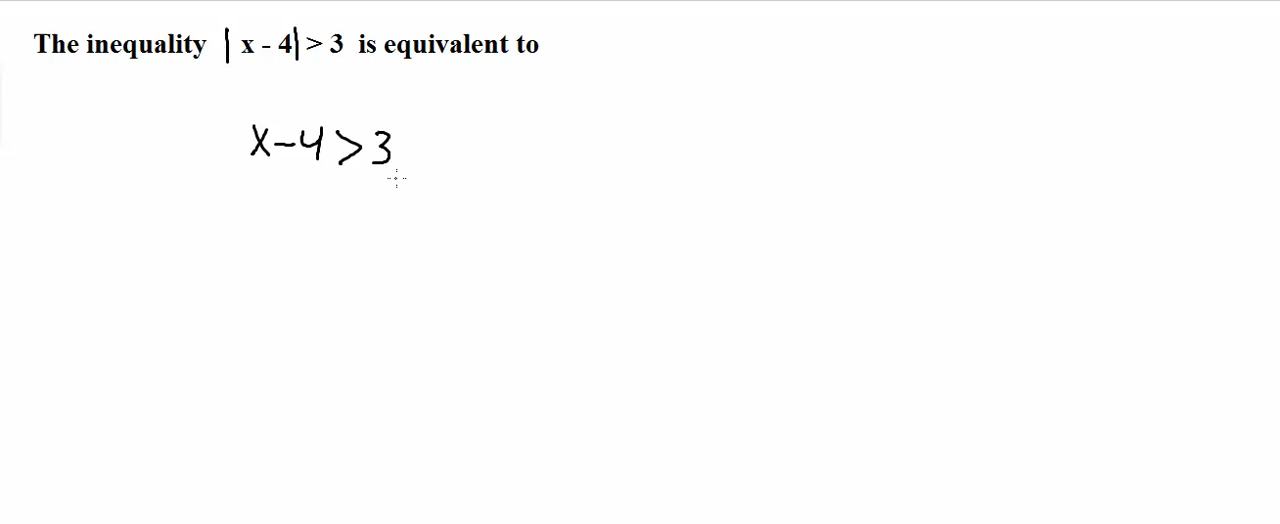 The inequality | x - 4| > 3 is equivalent to
x-4>3